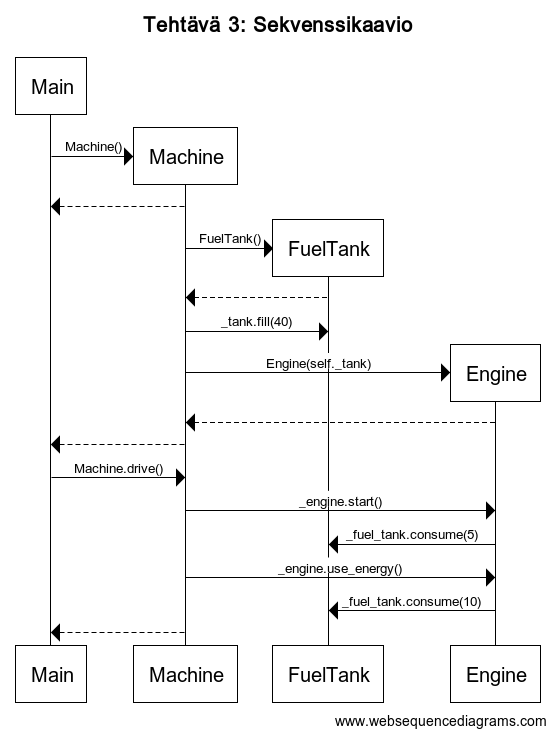 Tehtävä 3: Sekvenssikaavio
Main
Machine()
Machine
FuelTank()
FuelTank
_tank.fill(40)
Engine(self._tank)
Engine
Machine.drive()
_engine.start()
_fuel_tank.consume(5)
_engine.use_energy()
_fuel_tank.consume(10)
Main Machine FuelTank Engine
www.websequencediagrams.com